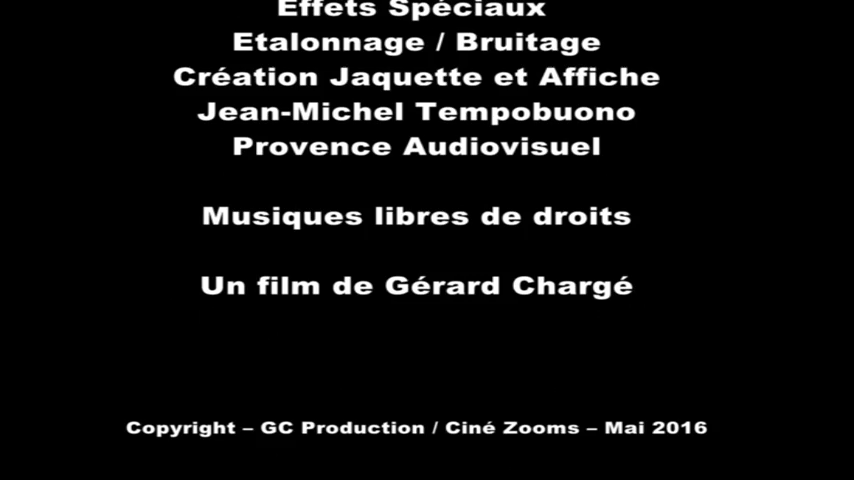 Effets Spéciaux
Etalonnage / Bruitage
Création Jaquette et Affiche
Jean-Michel Tempobuono
Provence Audiovisuel
Musiques libres de droits
Un film de Gérard Chargé
Copyright – GC Production / Ciné Zooms – Mai 2016